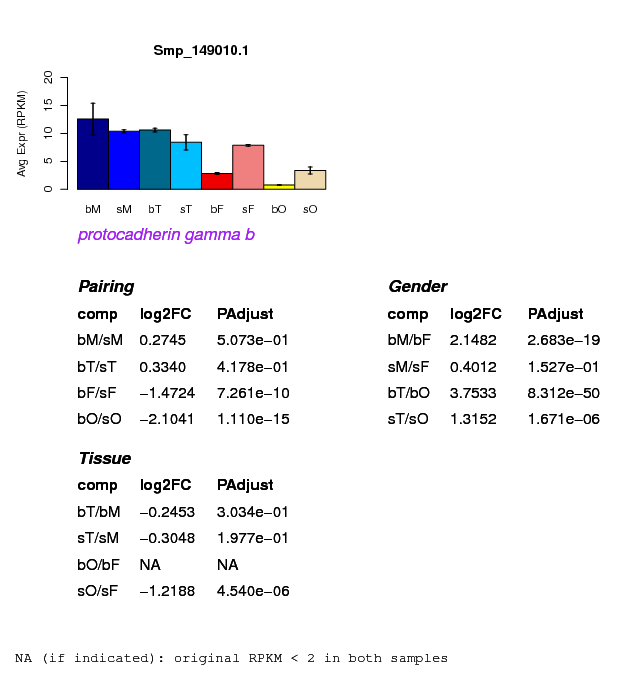 Smp_149010.1
Avg Expr (RPKM)
20
15
10
5
0
bM sM bT sT bF sF bO sO
protocadherin gamma b
Pairing
comp log2FC PAdjust
bM/sM 0.2745 5.073e−01
bT/sT 0.3340 4.178e−01
bF/sF −1.4724 7.261e−10
bO/sO −2.1041 1.110e−15
Gender
comp log2FC PAdjust
bM/bF 2.1482 2.683e−19
sM/sF 0.4012 1.527e−01
bT/bO 3.7533 8.312e−50
sT/sO 1.3152 1.671e−06
Tissue
comp log2FC PAdjust
bT/bM −0.2453 3.034e−01
sT/sM −0.3048 1.977e−01
bO/bF NA NA
sO/sF −1.2188 4.540e−06
NA (if indicated): original RPKM < 2 in both samples